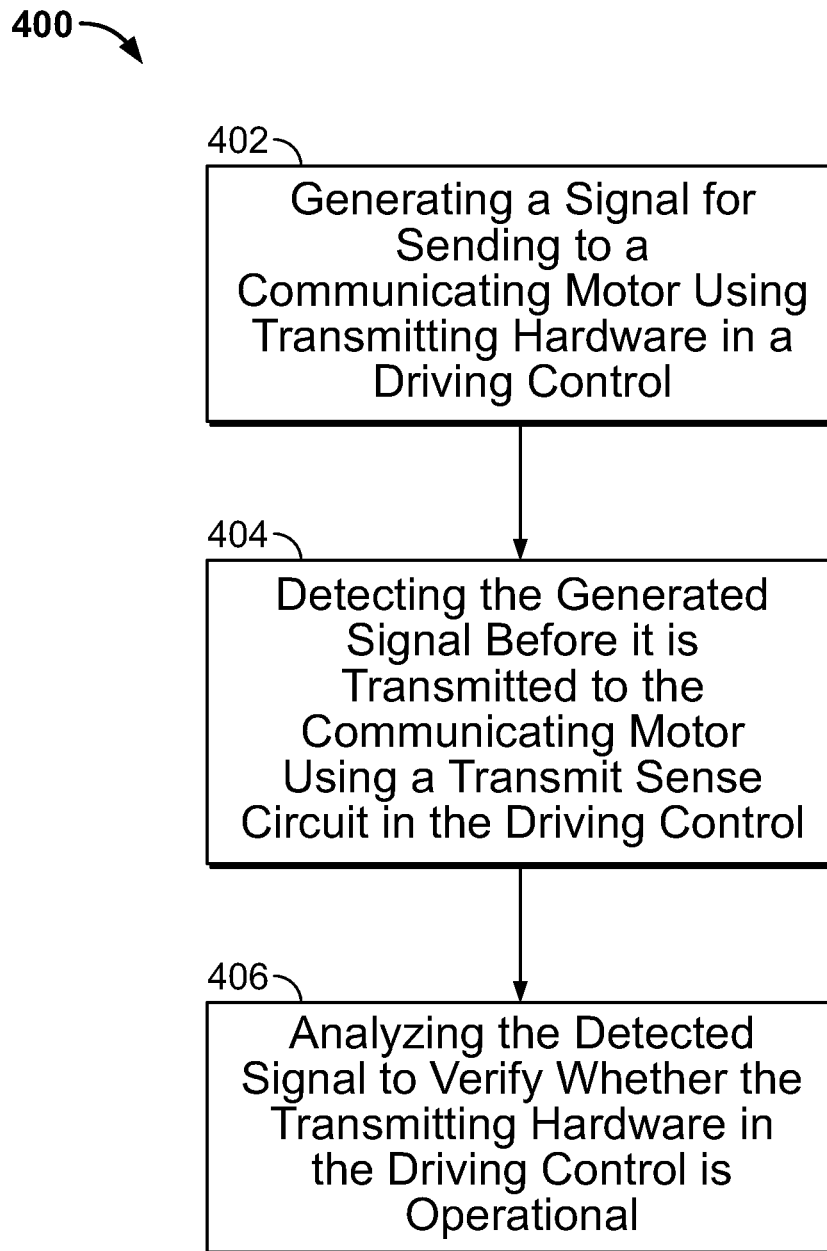 400
402
Generating a Signal for
Sending to a
Communicating Motor Using
Transmitting Hardware in a
Driving Control
404
Detecting the Generated
Signal Before it is
Transmitted to the
Communicating Motor
Using a Transmit Sense
Circuit in the Driving Control
406
Analyzing the Detected
Signal to Verify Whether the
Transmitting Hardware in
the Driving Control is
Operational